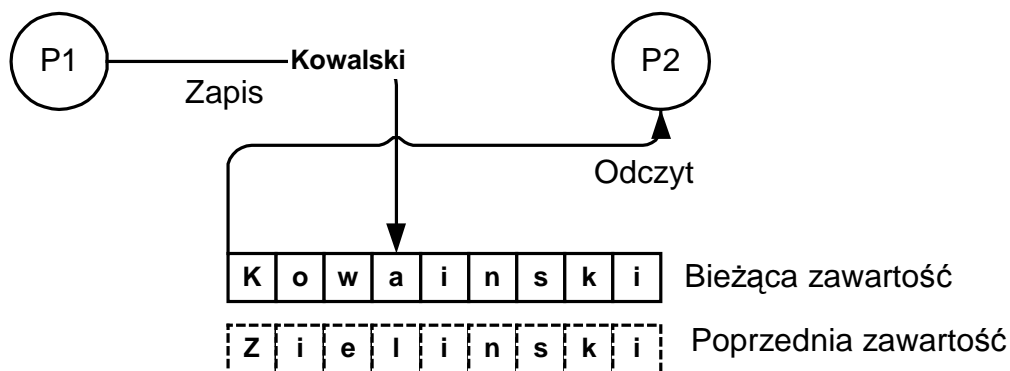 P1
Kowalski
P2
Zapis
Odczyt
K o w a i n s k i
Bieżąca zawartość
Z i e l i n s k i
Poprzednia zawartość